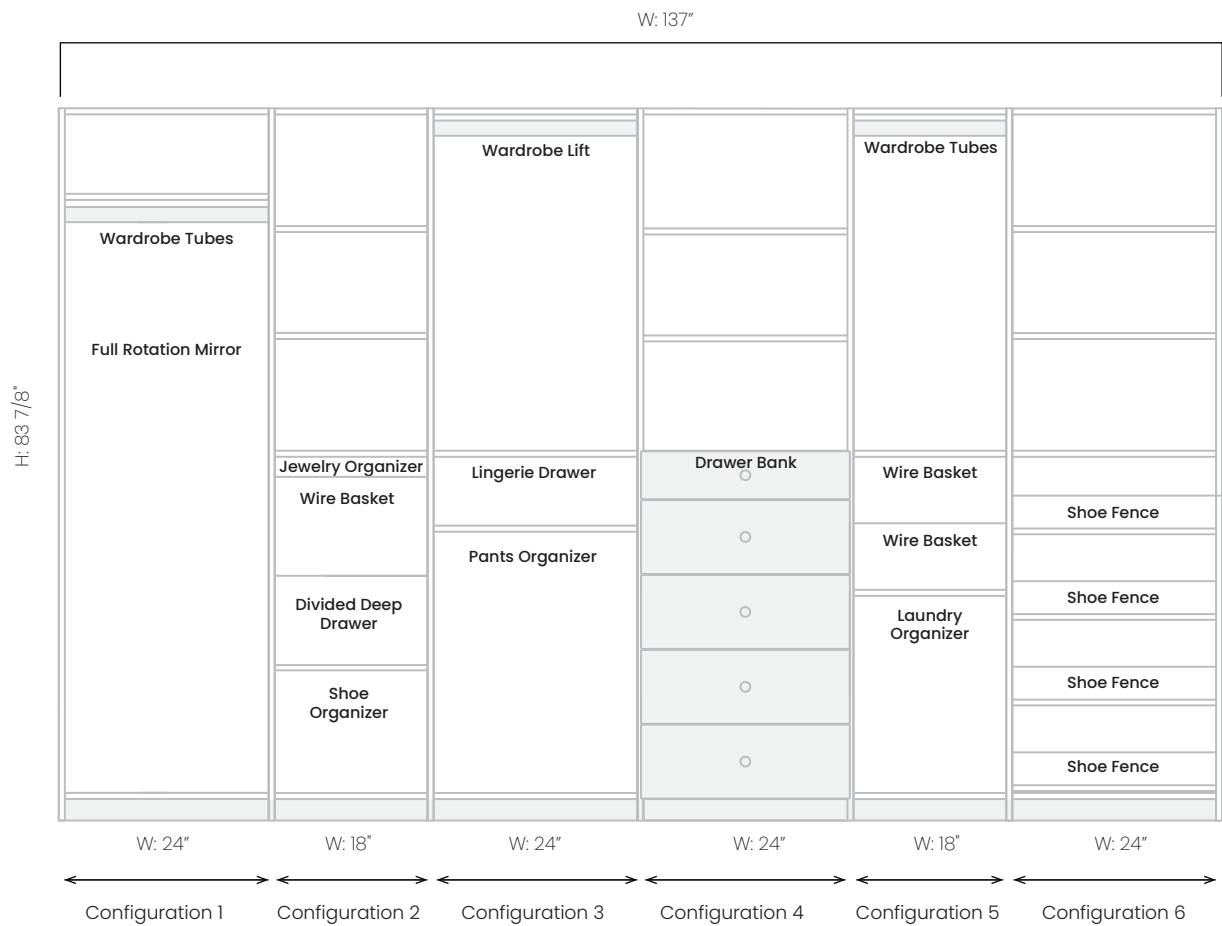 W: 137”
H: 83 7/8"
Wardrobe Tubes
Full Rotation Mirror
Jewelry Organizer
Wire Basket
Divided Deep
Drawer
Shoe
Organizer
Wardrobe Lift
Lingerie Drawer
Pants Organizer
Drawer Bank
Wardrobe Tubes
Wire Basket
Wire Basket
Laundry
Organizer
Shoe Fence
Shoe Fence
Shoe Fence
Shoe Fence
W: 24”
W: 18"
W: 24”
W: 24”
W: 18"
W: 24”
Configuration 1
Configuration 2
Configuration 3
Configuration 4
Configuration 5
Configuration 6